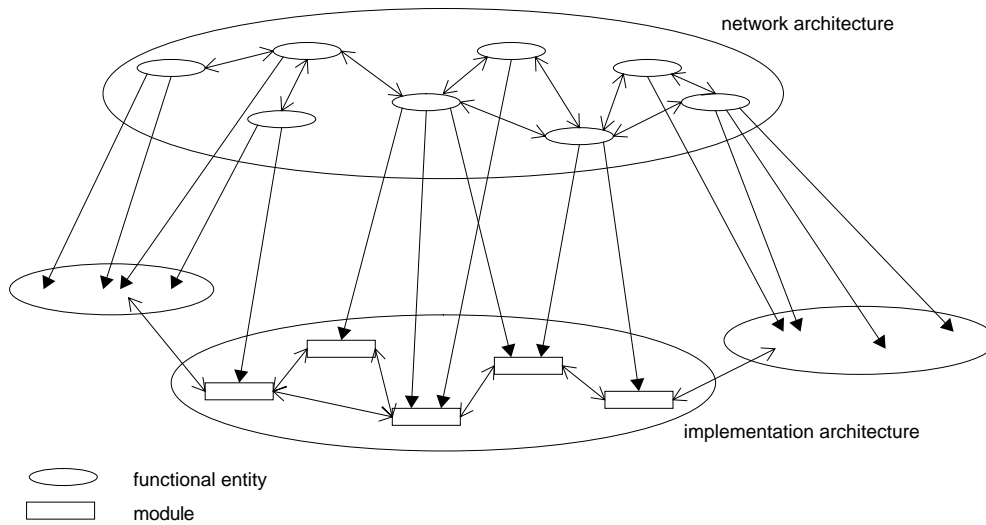 network architecture
implementation architecture
functional entity
module